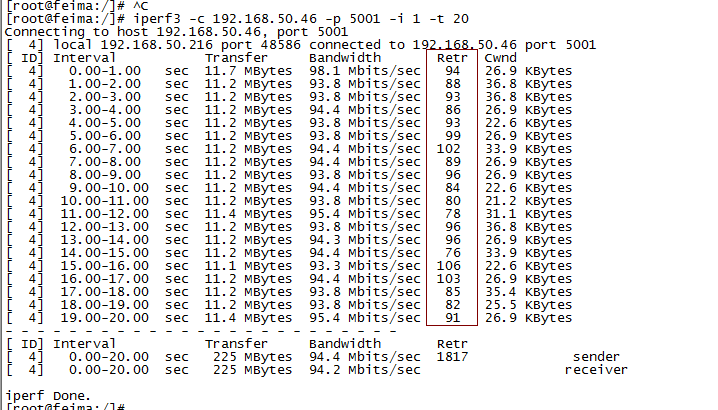 [root@feima:/]# ^C
[root@feima:/]# iperf3 -c 192.168.50.46 -p 5001 -i 1 -t 20
Connecting to host 192.168.50.46, port 5001
[  4] local 192.168.50.216 port 48586 connected to 192.168.50.46 port 5001
[ ID] Interval           Transfer     Bandwidth       Retr  Cwnd
[  4]   0.00-1.00   sec  11.7 MBytes  98.1 Mbits/sec   94   26.9 KBytes
[  4]   1.00-2.00   sec  11.2 MBytes  93.8 Mbits/sec   88   36.8 KBytes
[  4]   2.00-3.00   sec  11.2 MBytes  93.8 Mbits/sec   93   36.8 KBytes
[  4]   3.00-4.00   sec  11.2 MBytes  94.4 Mbits/sec   86   26.9 KBytes
[  4]   4.00-5.00   sec  11.2 MBytes  93.8 Mbits/sec   93   22.6 KBytes
[  4]   5.00-6.00   sec  11.2 MBytes  93.8 Mbits/sec   99   26.9 KBytes
[  4]   6.00-7.00   sec  11.2 MBytes  94.4 Mbits/sec  102   33.9 KBytes
[  4]   7.00-8.00   sec  11.2 MBytes  94.4 Mbits/sec   89   26.9 KBytes
[  4]   8.00-9.00   sec  11.2 MBytes  93.8 Mbits/sec   96   26.9 KBytes
[  4]   9.00-10.00  sec  11.2 MBytes  94.4 Mbits/sec   84   22.6 KBytes
[  4]  10.00-11.00  sec  11.2 MBytes  93.8 Mbits/sec   80   21.2 KBytes
[  4]  11.00-12.00  sec  11.4 MBytes  95.4 Mbits/sec   78   31.1 KBytes
[  4]  12.00-13.00  sec  11.2 MBytes  93.8 Mbits/sec   96   36.8 KBytes
[  4]  13.00-14.00  sec  11.2 MBytes  94.3 Mbits/sec   96   26.9 KBytes
[  4]  14.00-15.00  sec  11.2 MBytes  94.4 Mbits/sec   76   33.9 KBytes
[  4]  15.00-16.00  sec  11.1 MBytes  93.3 Mbits/sec  106   22.6 KBytes
[  4]  16.00-17.00  sec  11.2 MBytes  94.4 Mbits/sec  103   26.9 KBytes
[  4]  17.00-18.00  sec  11.2 MBytes  93.8 Mbits/sec   85   35.4 KBytes
[  4]  18.00-19.00  sec  11.2 MBytes  93.8 Mbits/sec   82   25.5 KBytes
[  4]  19.00-20.00  sec  11.4 MBytes  95.4 Mbits/sec   91   26.9 KBytes
- - - - - - - - - - - - - - - - - - - - - - - - -
[ ID] Interval           Transfer     Bandwidth       Retr
[  4]   0.00-20.00  sec   225 MBytes  94.4 Mbits/sec  1817             sender
[  4]   0.00-20.00  sec   225 MBytes  94.2 Mbits/sec                  receiver
iperf Done.
[root@feima:/]#